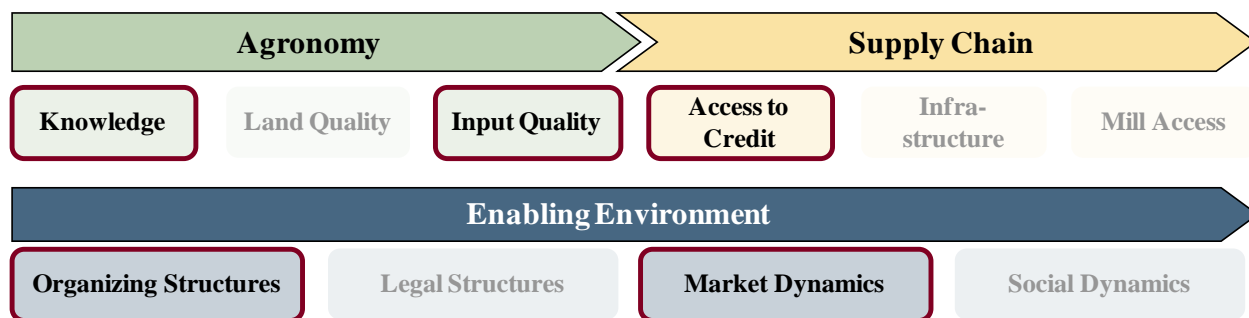 Agronomy
Supply Chain
Knowledge
Land Quality
Input Quality
Access to
Credit
Infra-
structure
Mill Access
Enabling Environment
Organizing Structures
Legal Structures
Market Dynamics
Social Dynamics